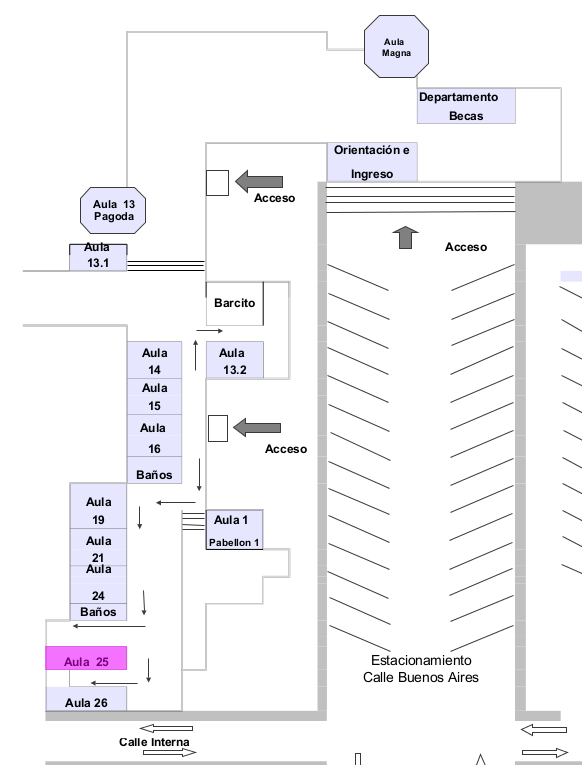 Aula
Magna
Departamento
Becas
Orientación e
Ingreso
Acceso
Aula 13
Pagoda
Aula
13.1
Acceso
Barcito
Aula
14
Aula
13.2
Aula
15
Aula
16
Acceso
Baños
Aula
19
Aula 1
Pabellon 1
Aula
21
Aula
24
Baños
Aula 25
Estacionamiento
Calle Buenos Aires
Aula 26
Calle Interna